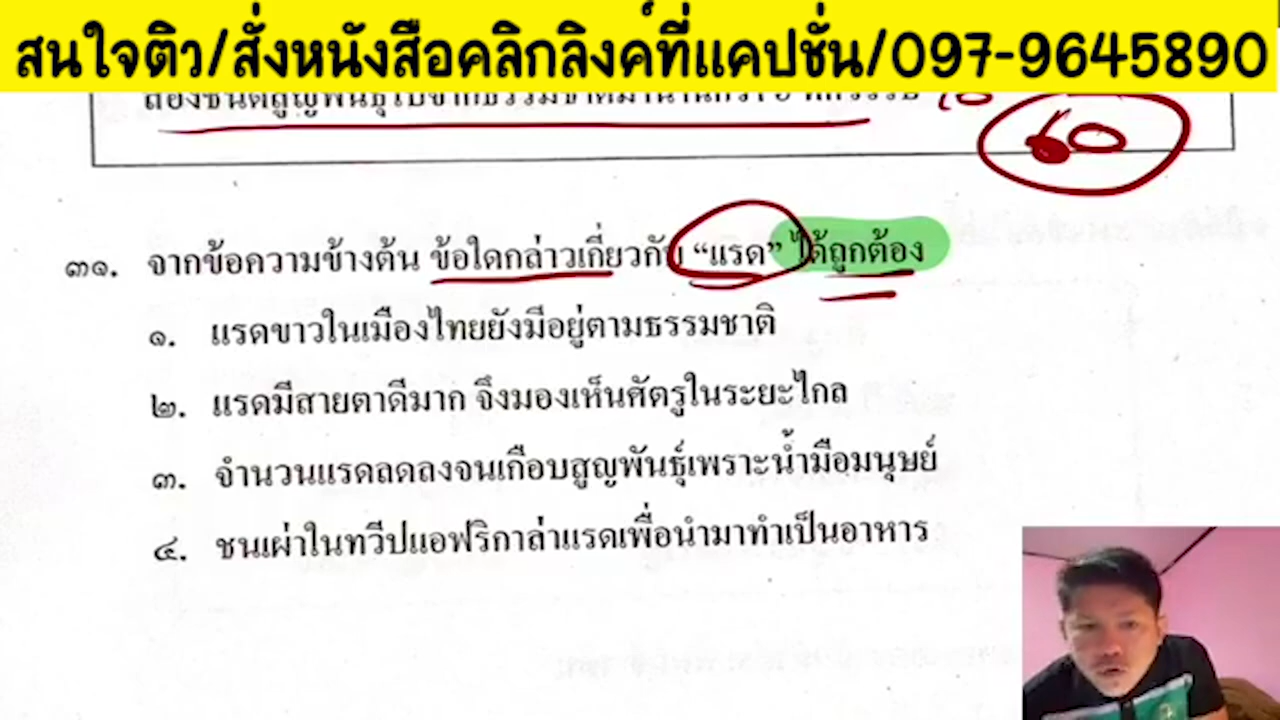 สนใจติว/สั่งหนังสือคลิกลิงค์ที่แคปชั่น/097-9645890
60
๓๑. จากข้อความข้างต้น ข้อใดกล่าวเกี่ยวกับ “แรด” ได้ถูกต้อง
๑. แรดขาวในเมืองไทยยังมีอยู่ตามธรรมชาติ
๒. แรดมีสายตาดีมาก จึงมองเห็นศัตรูในระยะไกล
๓. จำนวนแรดลดลงจนเกือบสูญพันธุ์เพราะน้ำมือมนุษย์
๔. ชนเผ่าในทวีปแอฟริกาล่าแรดเพื่อนำมาทำเป็นอาหาร